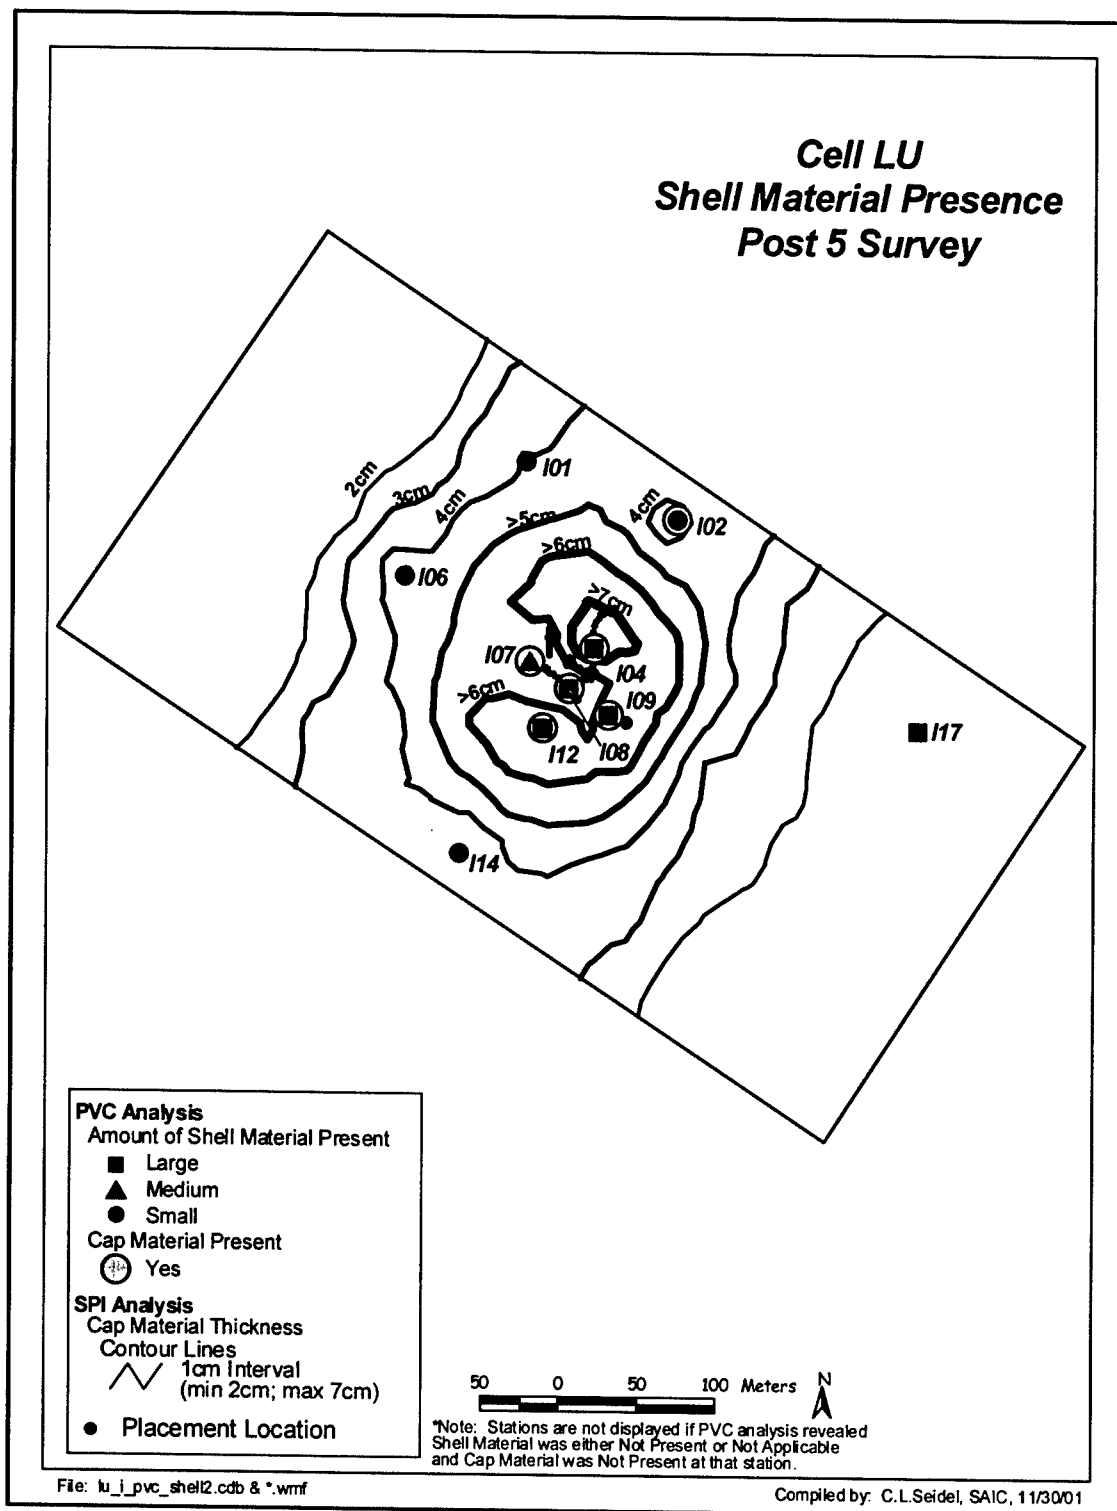 Cell LU
Shell Material Presence
Post 5 Survey
2cm
3cm
4cm
I01
>5cm
4cm
I02
>6cm
I06
>7cm
I07
I04
>6cm
I09
I12
I08
I17
I14
PVC Analysis
Amount of Shell Material Present
Large
Medium
Small
Cap Material Present
Yes
SPI Analysis
Cap Material Thickness
Contour Lines
1cm Interval
(min 2cm; max 7cm)
Placement Location
50 0 50 100 Meters
N
*Note: Stations are not displayed if PVC analysis revealed
Shell Material was either Not Present or Not Applicable
and Cap Material was Not Present at that station.
File: lu_i_pvc_shell2.cdb & *.wmf
Compiled by: C.L.Seidel, SAIC, 11/30/01